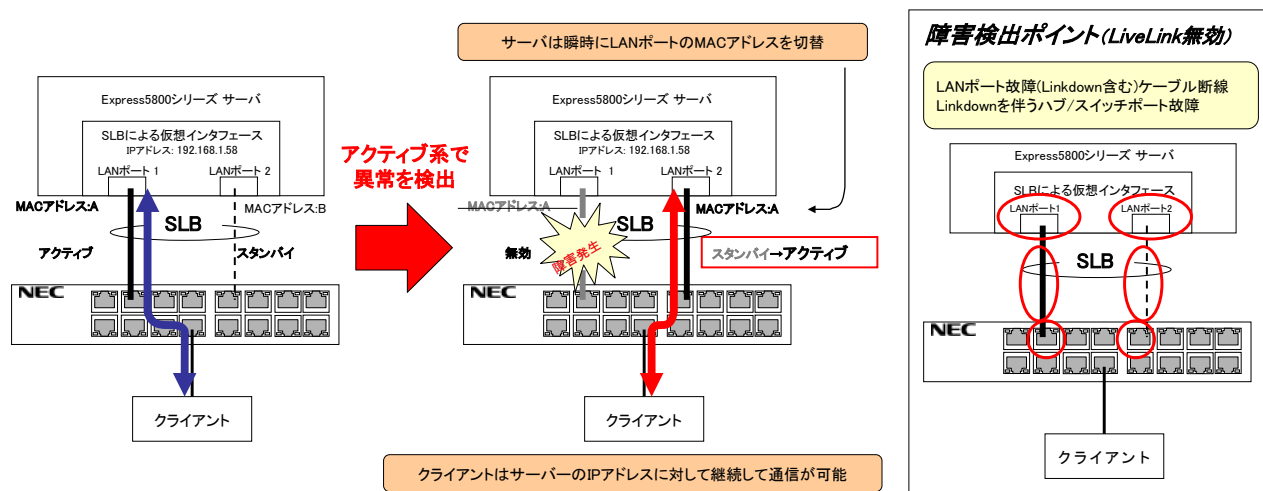 サーバは瞬時にLANポートのMACアドレスを切替
Express5800シリーズ サーバ
SLBによる仮想インタフェース
IPアドレス: 192.168.1.58
LANポート 1
LANポート 2
MACアドレス:A
MACアドレス:B
SLB
アクティブ
スタンバイ
NEC
クライアント
アクティブ系で
異常を検出
Express5800シリーズ サーバ
SLBによる仮想インタフェース
IPアドレス: 192.168.1.58
LANポート 1
LANポート 2
MACアドレス:A
MACアドレス:A
SLB
無効
障害発生
スタンバイ→アクティブ
NEC
クライアント
クライアントはサーバーのIPアドレスに対して継続して通信が可能
障害検出ポイント(LiveLink無効)
LANポート故障(Linkdown含む)ケーブル断線
Linkdownを伴うハブ/スイッチポート故障
Express5800シリーズ サーバ
SLBによる仮想インタフェース
LANポート1
LANポート2
SLB
NEC
クライアント